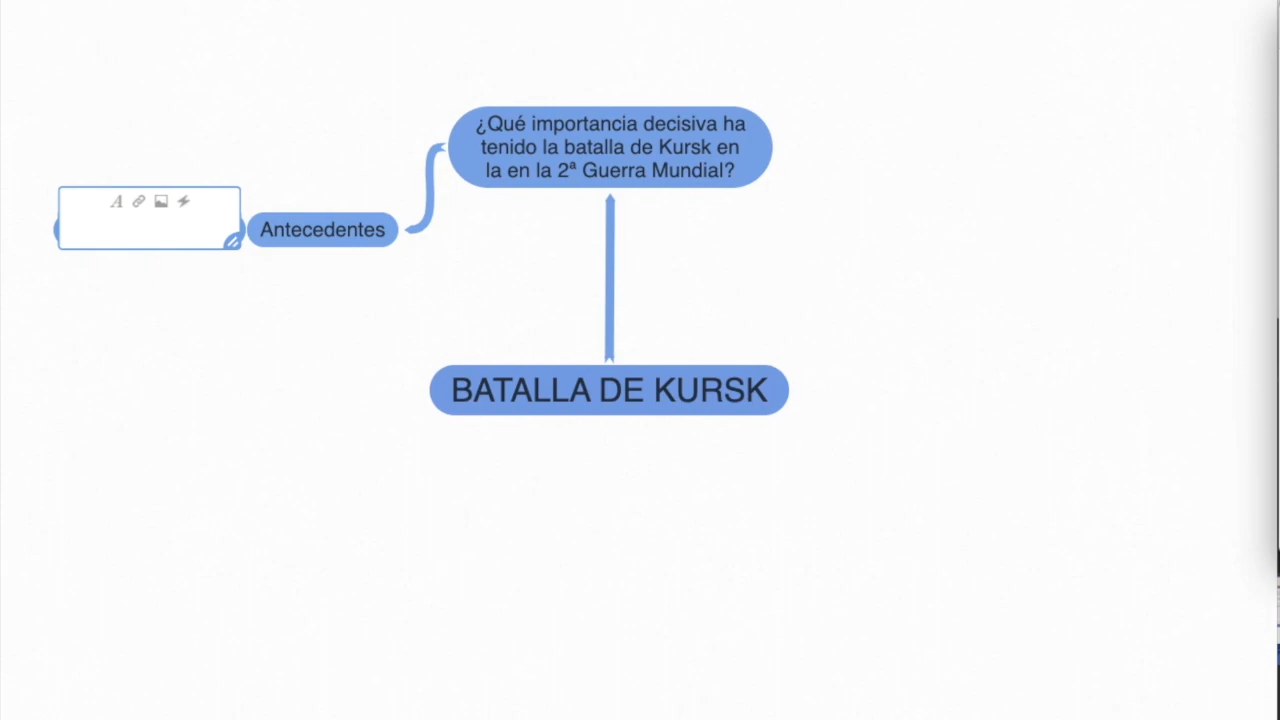 ¿Qué importancia decisiva ha
tenido la batalla de Kursk en
la en la 2ª Guerra Mundial?
Antecedentes
BATALLA DE KURSK